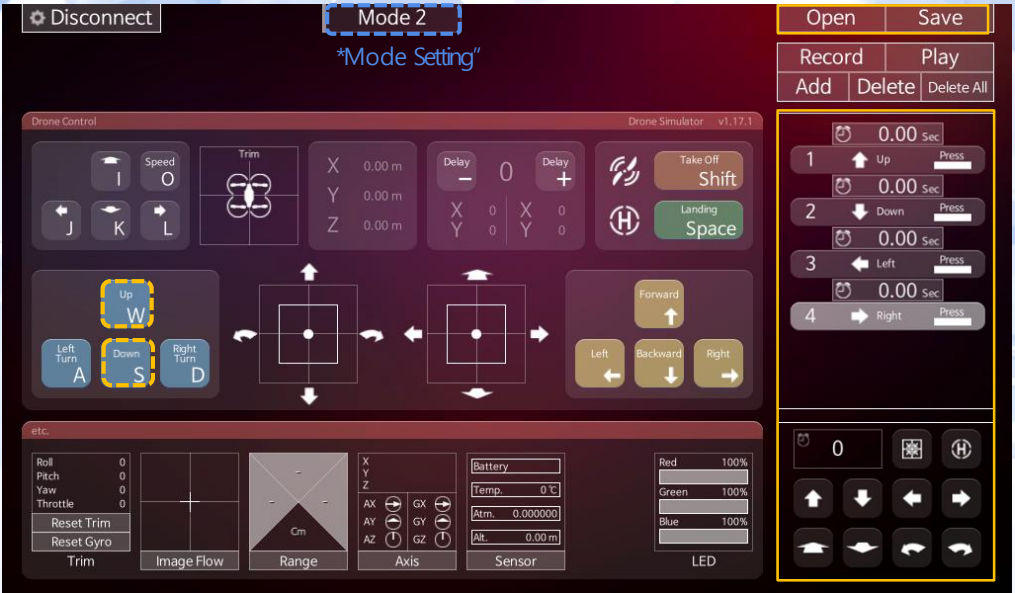 Disconnect
Mode 2
*Mode Setting"
Open Save
Record Play
Add Delete Delete All
Drone Control
Drone Simulator v1.17.1
I
Speed
O
J K L
Trim
X 0.00 m
Y 0.00 m
Z 0.00 m
Delay
−
0
Delay
+
X 0 X 0
Y 0 Y 0
Take Off
Shift
H
Landing
Space
Up
W
Left
Turn
A
Down
S
Right
Turn
D
Forward
Left
Backward
Right
0.00 Sec
1 Up Press
0.00 Sec
2 Down Press
0.00 Sec
3 Left Press
0.00 Sec
4 Right Press
0 H
etc.
Roll 0
Pitch 0
Yaw 0
Throttle 0
Reset Trim
Reset Gyro
Trim
Image Flow
-
- -
Cm
Range
X
Y
Z
AX GX
AY GY
AZ GZ
Axis
Battery
Temp. 0℃
Atm. 0.000000
Alt. 0.00 m
Sensor
Red 100%
Green 100%
Blue 100%
LED